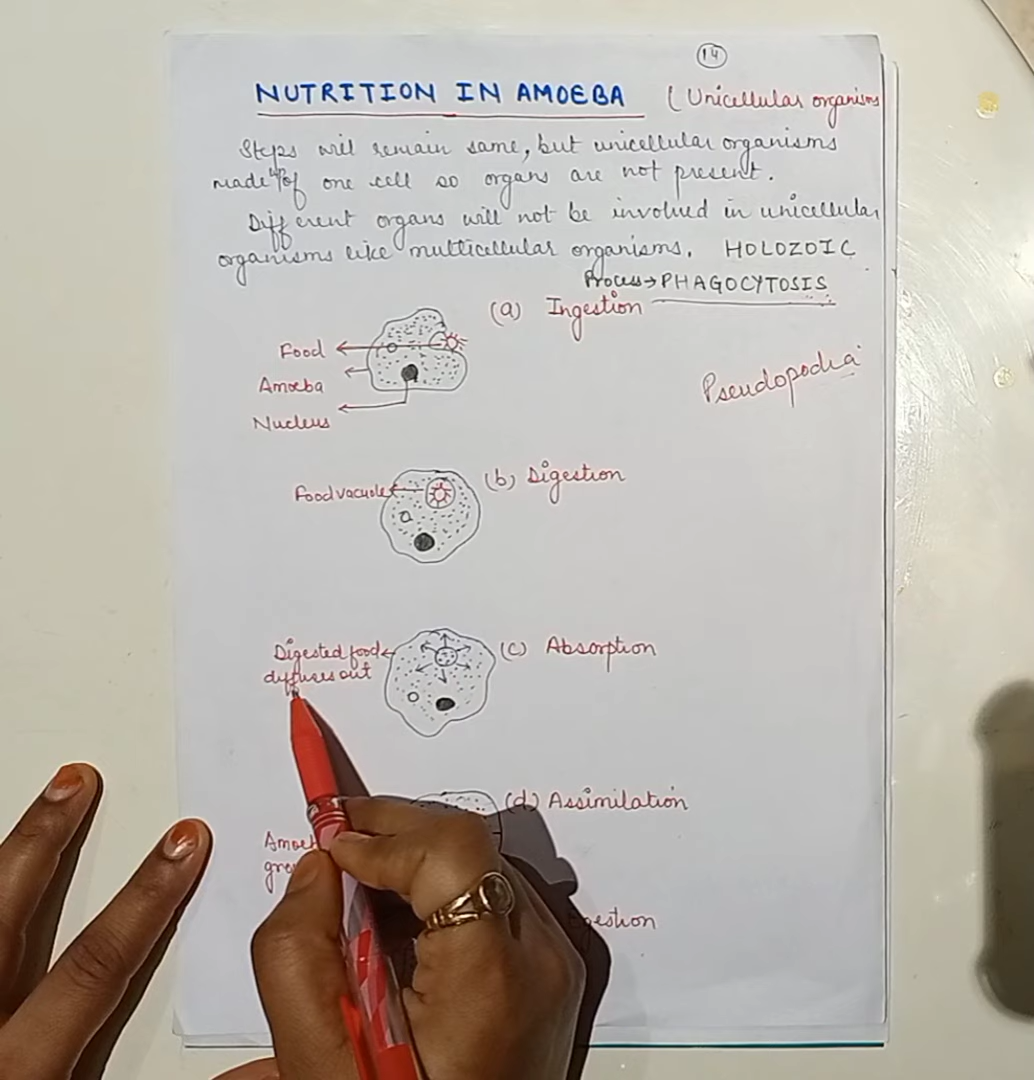 14
NUTRITION IN AMOEBA (Unicellular organisms
Steps will remain same, but unicellular organisms
made up of one cell so organs are not present.
Different organs will not be involved in unicellular
organisms like multicellular organisms. HOLOZOIC
Process→PHAGOCYTOSIS
(a) Ingestion
Food
Amoeba
Nucleus
Pseudopodia
(b) Digestion
Food vacuole
(c) Absorption
Digested food
diffuses out
(d) Assimilation